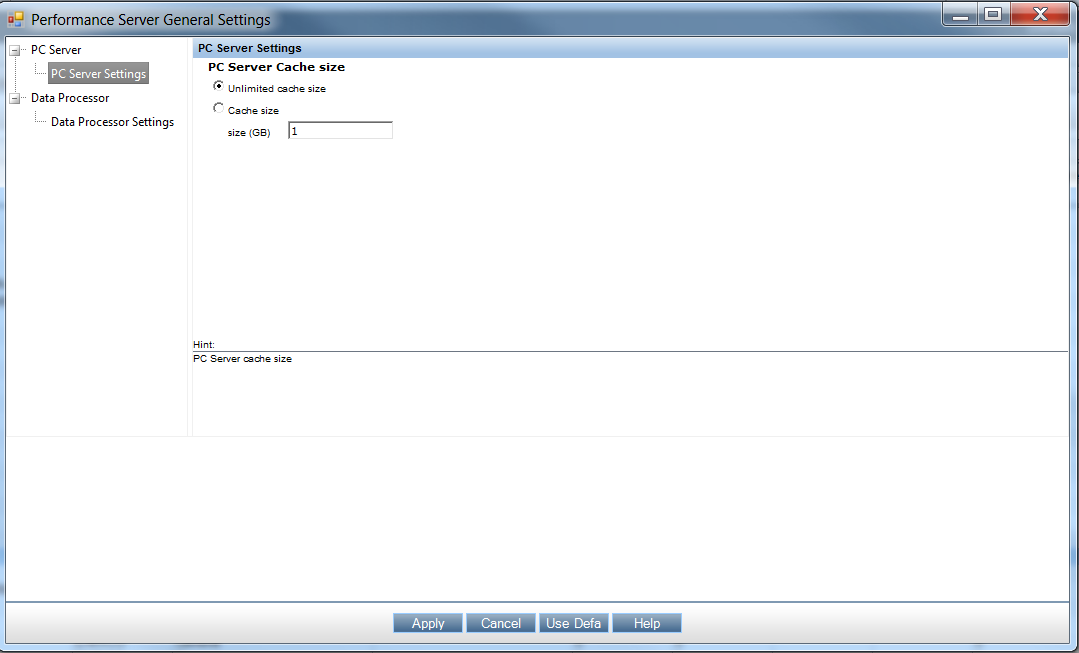 Performance Server General Settings
PC Server
PC Server Settings
Data Processor
Data Processor Settings
PC Server Settings
PC Server Cache size
Unlimited cache size
Cache size
size (GB) 1
Hint:
PC Server cache size
Apply Cancel Use Defa Help